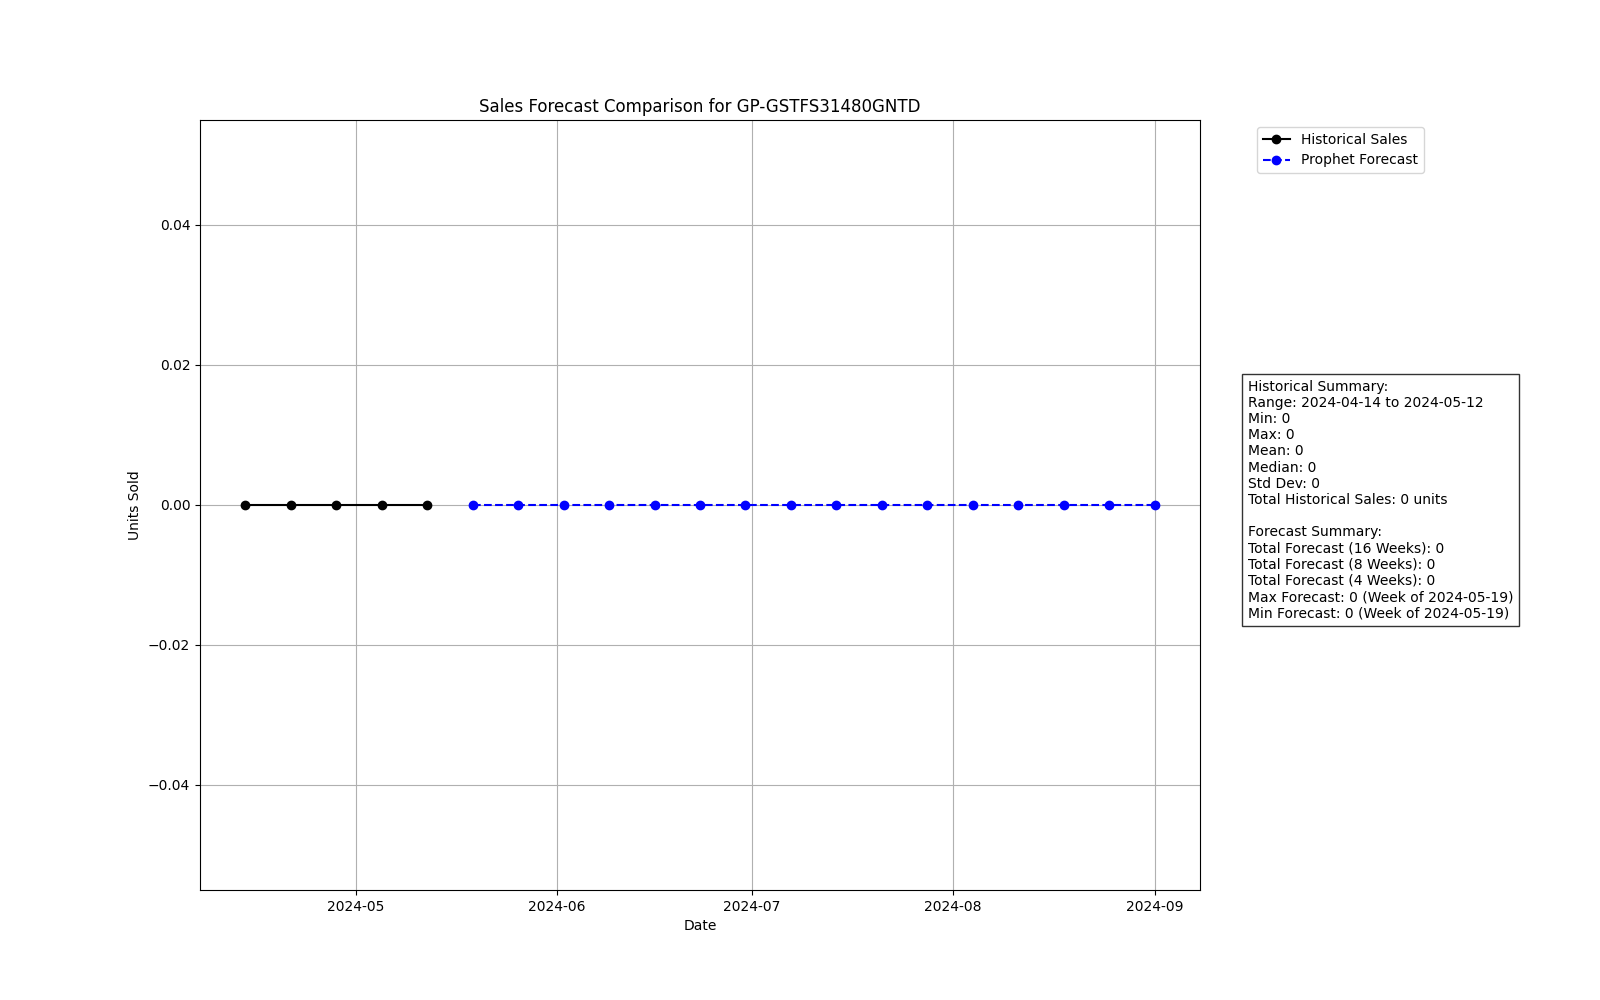 Sales Forecast Comparison for GP-GSTFS31480GNTD
Historical Sales
Prophet Forecast
0.04
0.02
0.00
−0.02
−0.04
Units Sold
2024-05
2024-06
2024-07
2024-08
2024-09
Date
Historical Summary:
Range: 2024-04-14 to 2024-05-12
Min: 0
Max: 0
Mean: 0
Median: 0
Std Dev: 0
Total Historical Sales: 0 units
Forecast Summary:
Total Forecast (16 Weeks): 0
Total Forecast (8 Weeks): 0
Total Forecast (4 Weeks): 0
Max Forecast: 0 (Week of 2024-05-19)
Min Forecast: 0 (Week of 2024-05-19)